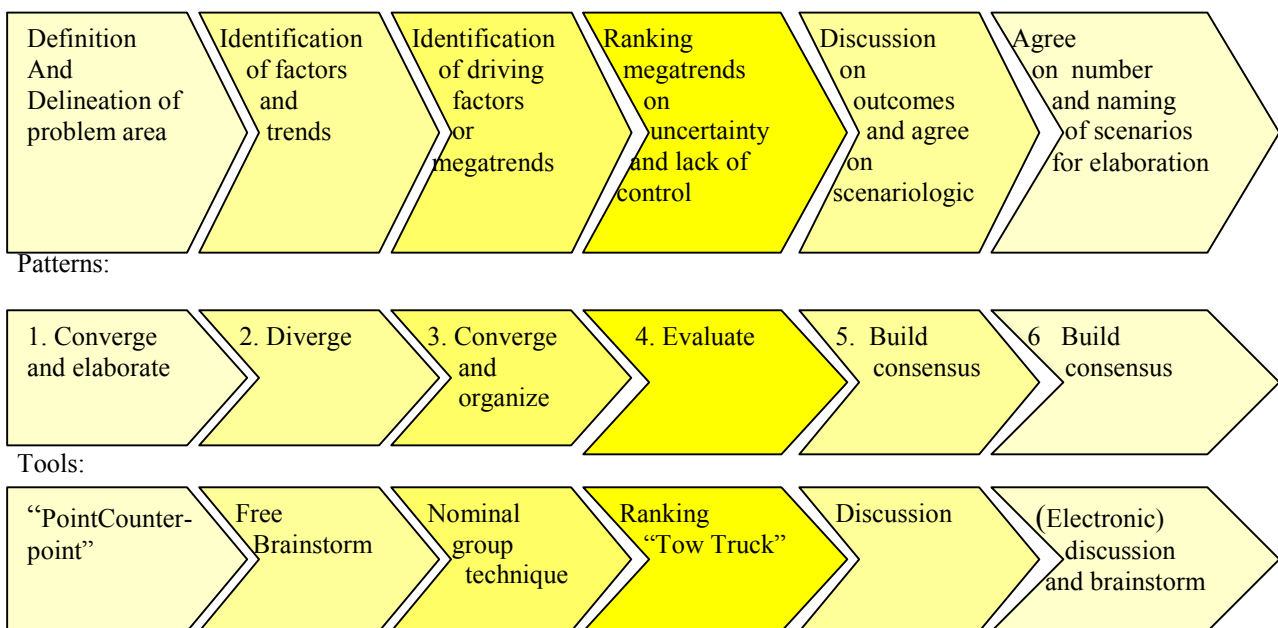 Definition
And
Delineation of
problem area
Identification
of factors
and
trends
Identification
of driving
factors
or
megatrends
Ranking
megatrends
on
uncertainty
and lack of
control
Discussion
on
outcomes
and agree
on
scenariologic
Agree
on number
and naming
of scenarios
for elaboration
Patterns:
1. Converge
and elaborate
2. Diverge
3. Converge
and
organize
4. Evaluate
5. Build
consensus
6 Build
consensus
Tools:
“PointCounter-
point”
Free
Brainstorm
Nominal
group
technique
Ranking
“Tow Truck”
Discussion
(Electronic)
discussion
and brainstorm